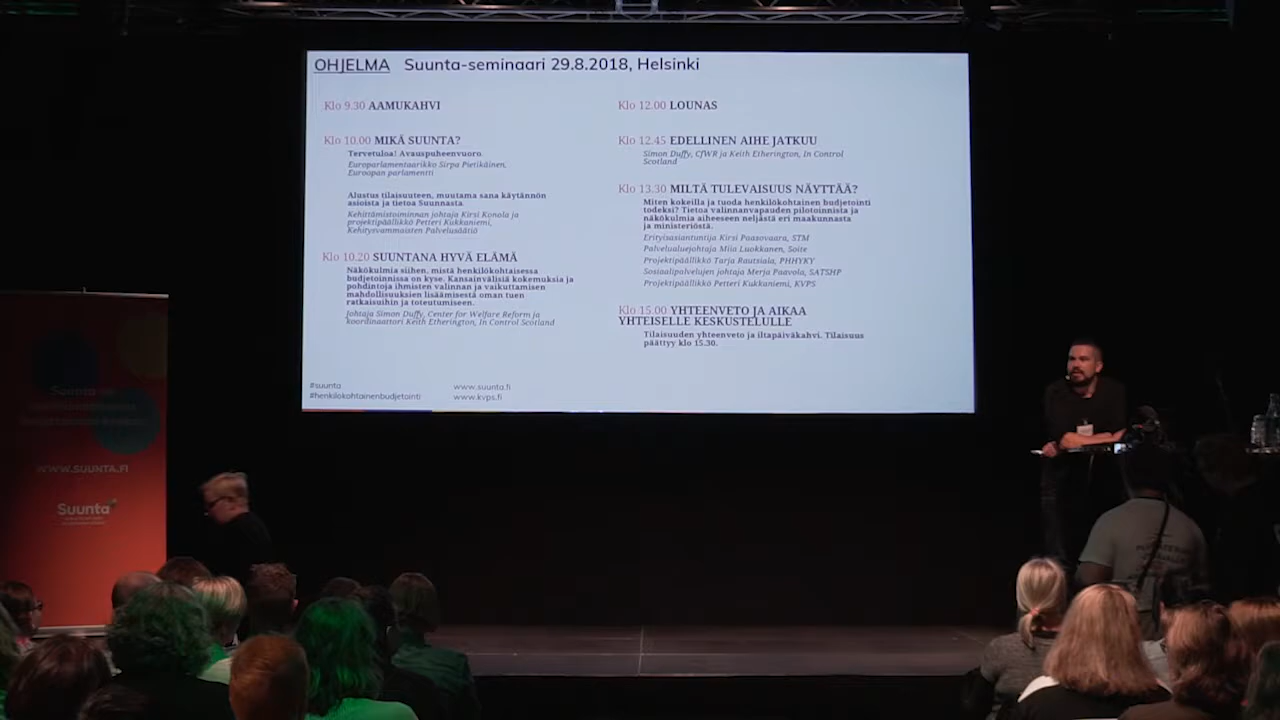 OHJELMA Suunta-seminaari 29.8.2018, Helsinki
Klo 9.30 AAMUKAHVI
Klo 10.00 MIKÄ SUUNTA?
Tervetuloa! Avauspuheenvuoro
Europarlamentaarikko Sirpa Pietikäinen,
Euroopan parlamentti
Alustus tilaisuuteen, muutama sana käytännön
asioista ja tietoa Suunnasta
Kehittämistoiminnan johtaja Kirsi Konola ja
projektipäällikkö Petteri Kukkaniemi,
Kehitysvammaisten Palvelusäätiö
Klo 10.20 SUUNTANA HYVÄ ELÄMÄ
Näkökulmia siihen, mistä henkilökohtaisessa
budjetoinnissa on kyse. Kansainvälisiä kokemuksia ja
pohdintoja ihmisten valinnan ja vaikuttamisen
mahdollisuuksien lisäämisestä oman tuen
ratkaisuihin ja toteutumiseen.
Johtaja Simon Duffy, Center for Welfare Reform ja
koordinaattori Keith Etherington, In Control Scotland
#suunta
#henkilökohtainenbudjetointi
www.suunta.fi
www.kvps.fi
Klo 12.00 LOUNAS
Klo 12.45 EDELLINEN AIHE JATKUU
Simon Duffy, CfWR ja Keith Etherington, In Control
Scotland
Klo 13.30 MILTÄ TULEVAISUUS NÄYTTÄÄ?
Miten kokeilla ja tuoda henkilökohtainen budjetointi
todeksi? Tietoa valinnanvapauden pilotoinnista ja
näkökulmia aiheeseen neljästä eri maakunnasta
ja ministeriöstä.
Erityisasiantuntija Kirsi Paasovaara, STM
Palvelualuejohtaja Miia Luokkanen, Soite
Projektipäällikkö Tarja Rautsiala, PHHYKY
Sosiaalipalvelujen johtaja Merja Paavola, SATSHP
Projektipäällikkö Petteri Kukkaniemi, KVPS
Klo 15.00 YHTEENVETO JA AIKAA
YHTEISELLE KESKUSTELULLE
Tilaisuuden yhteenveto ja iltapäiväkahvi. Tilaisuus
päättyy klo 15.30.
WWW.SUUNTA.FI
Suunta